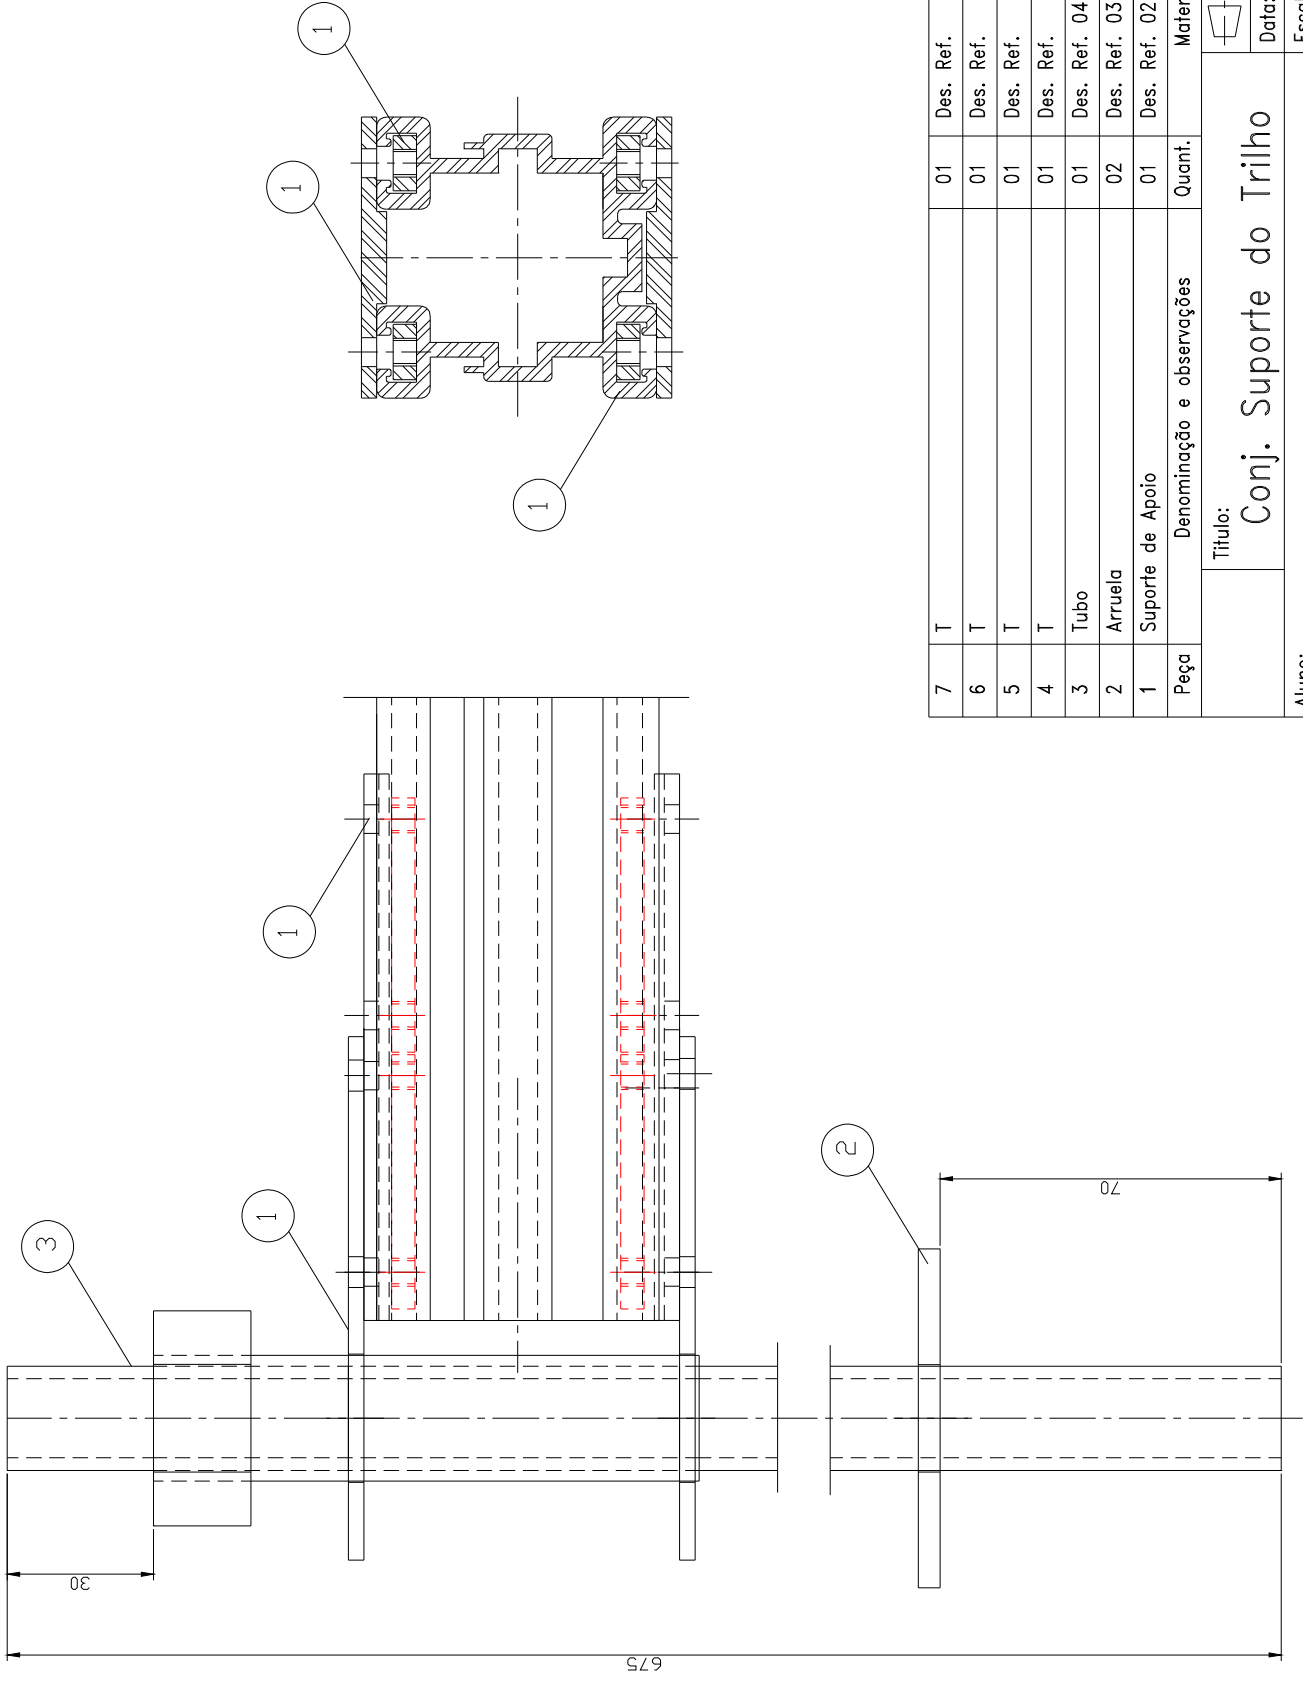 1
1
1
1
1
2
3
30
70
675
7 T 01 Des. Ref.
6 T 01 Des. Ref.
5 T 01 Des. Ref.
4 T 01 Des. Ref.
3 Tubo 01 Des. Ref. 04
2 Arruela 02 Des. Ref. 03
1 Suporte de Apoio 01 Des. Ref. 02
Peça Denominação e observações Quant. Mater
Titulo:
Conj. Suporte do Trilho
Data: